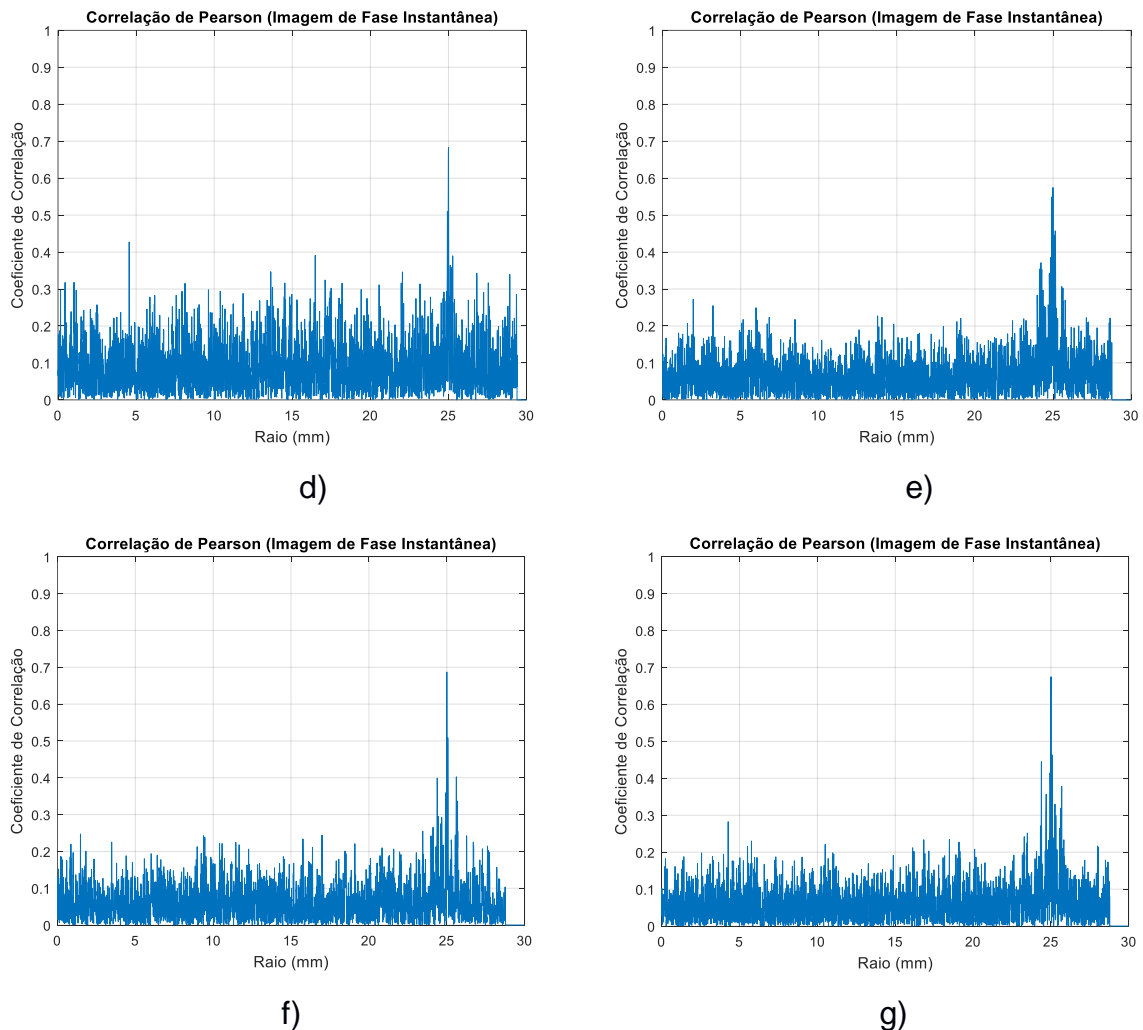 Correlação de Pearson (Imagem de Fase Instantânea)
1
0.9
0.8
0.7
0.6
0.5
0.4
0.3
0.2
0.1
0
Coeficiente de Correlação
0 5 10 15 20 25 30
Raio (mm)
d)
Correlação de Pearson (Imagem de Fase Instantânea)
1
0.9
0.8
0.7
0.6
0.5
0.4
0.3
0.2
0.1
0
Coeficiente de Correlação
0 5 10 15 20 25 30
Raio (mm)
e)
Correlação de Pearson (Imagem de Fase Instantânea)
1
0.9
0.8
0.7
0.6
0.5
0.4
0.3
0.2
0.1
0
Coeficiente de Correlação
0 5 10 15 20 25 30
Raio (mm)
f)
Correlação de Pearson (Imagem de Fase Instantânea)
1
0.9
0.8
0.7
0.6
0.5
0.4
0.3
0.2
0.1
0
Coeficiente de Correlação
0 5 10 15 20 25 30
Raio (mm)
g)